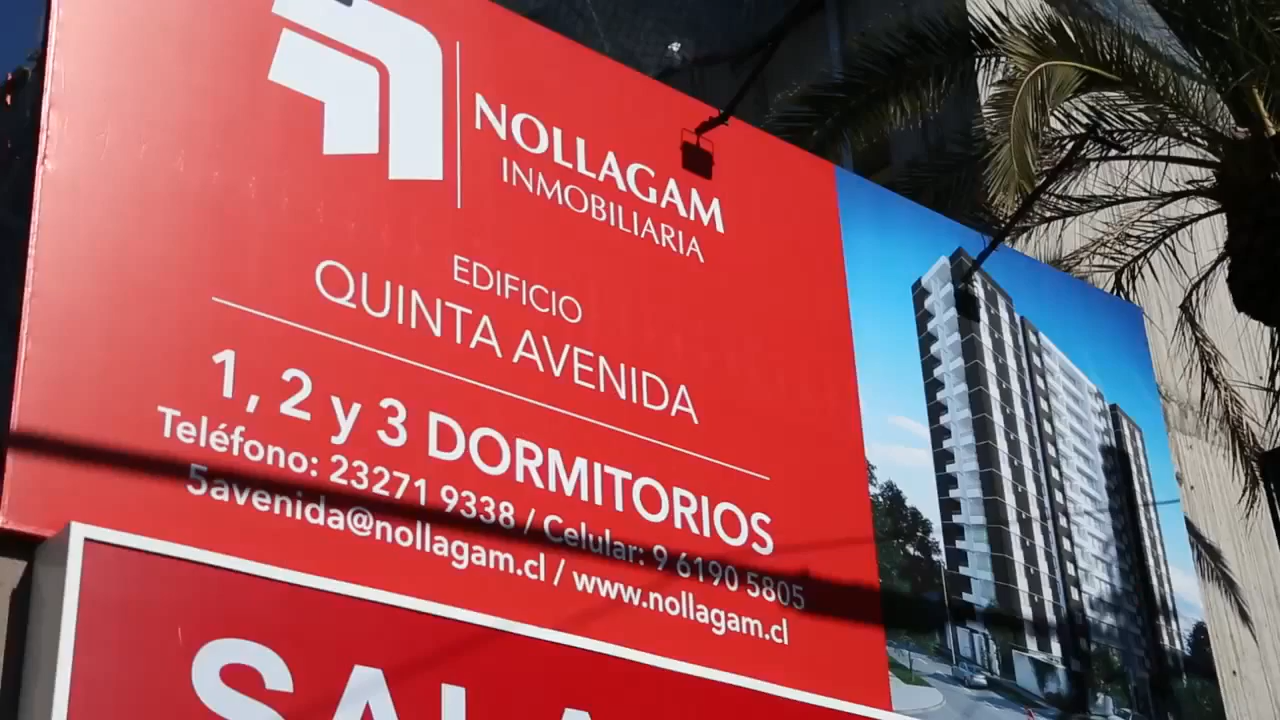 NOLLAGAM
INMOBILIARIA
EDIFICIO
QUINTA AVENIDA
1, 2 y 3 DORMITORIOS
Teléfono: 23271 9338 / Celular: 9 6190 5805
5avenida@nollagam.cl / www.nollagam.cl
SALA